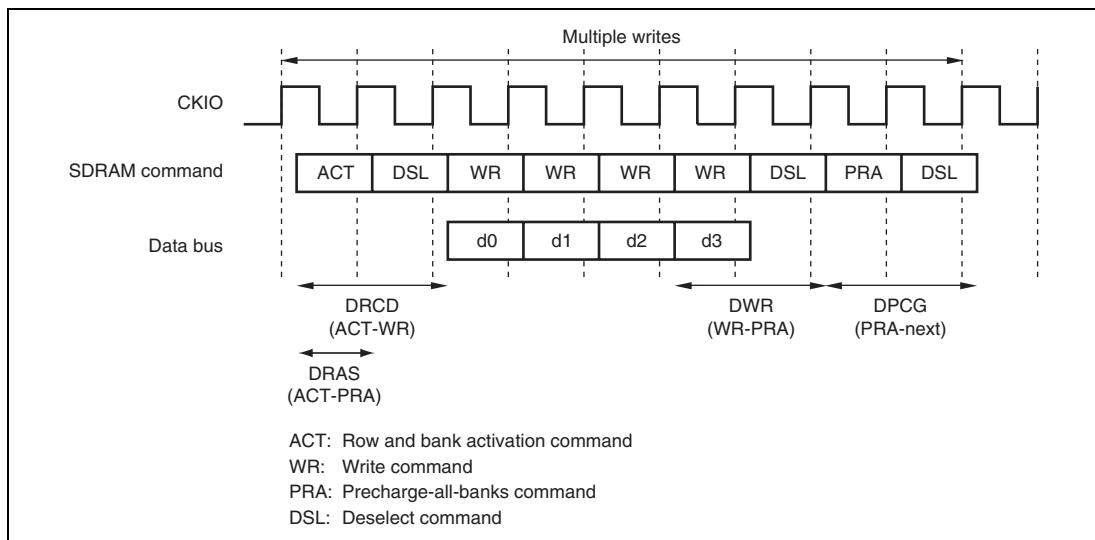 Multiple writes
CKIO
SDRAM command
ACT DSL WR WR WR WR DSL PRA DSL
Data bus
d0 d1 d2 d3
DRCD DWR DPCG
(ACT-WR) (WR-PRA) (PRA-next)
DRAS
(ACT-PRA)
ACT: Row and bank activation command
WR: Write command
PRA: Precharge-all-banks command
DSL: Deselect command